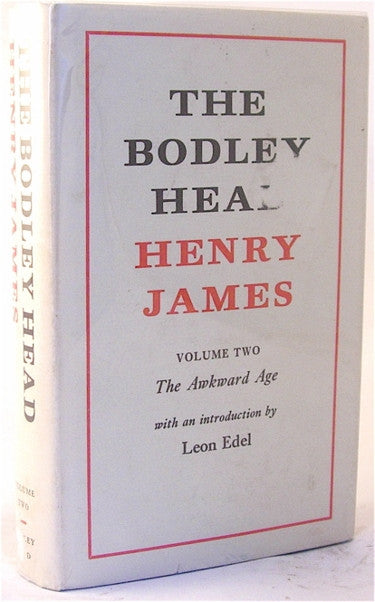 THE
BODLEY
HEAD
HENRY
JAMES
VOLUME TWO
The Awkward Age
with an introduction by
Leon Edel
THE BODLEY HEAD
HENRY JAMES
VOLUME
TWO